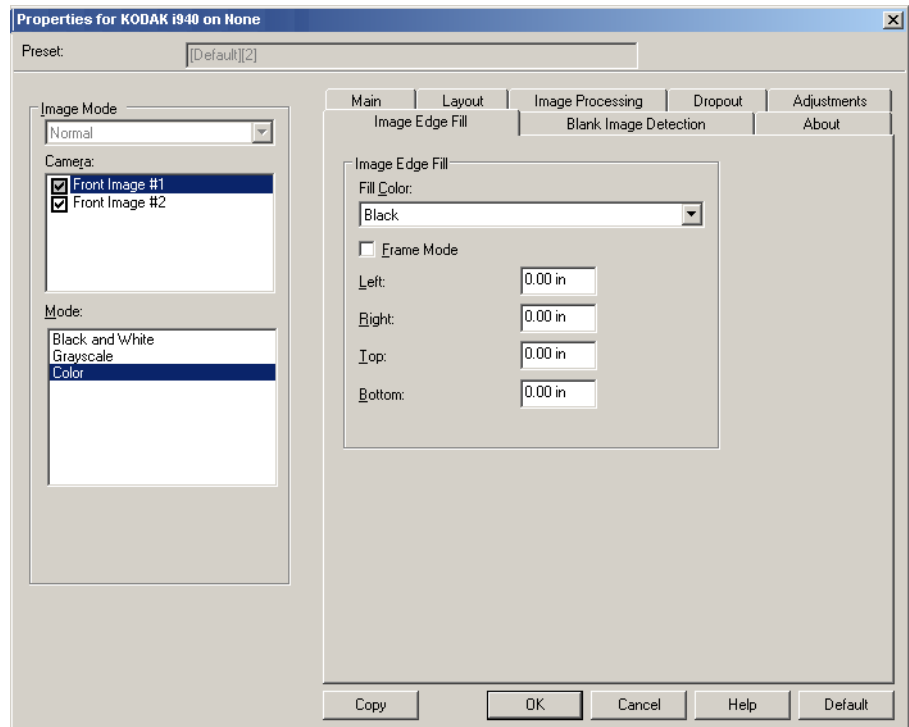 Properties for KODAK i940 on None
Preset: [Default][2]
Image Mode
Normal
Camera:
Front Image #1
Front Image #2
Mode:
Black and White
Grayscale
Color
Main Layout Image Processing Dropout Adjustments
Image Edge Fill Blank Image Detection About
Image Edge Fill
Fill Color:
Black
Frame Mode
Left: 0.00 in
Right: 0.00 in
Top: 0.00 in
Bottom: 0.00 in
Copy OK Cancel Help Default